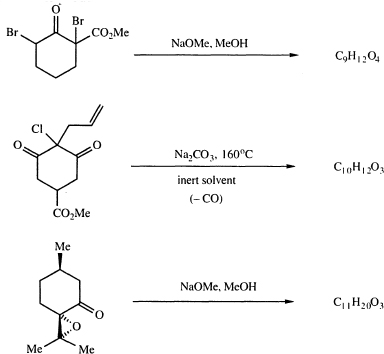 O
Br
Br
CO₂Me
NaOMe, MeOH
C₉H₁₂O₄
Cl
O
O
CO₂Me
Na₂CO₃, 160°C
inert solvent
(– CO)
C₁₀H₁₂O₃
Me
O
O
Me
Me
NaOMe, MeOH
C₁₁H₂₀O₃